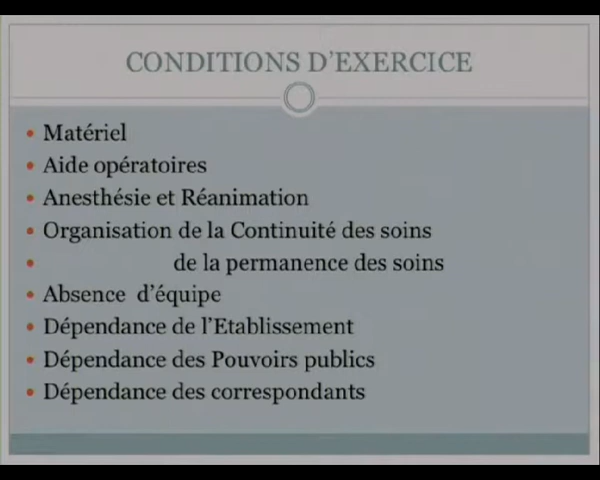 CONDITIONS D'EXERCICE
• Matériel
• Aide opératoires
• Anesthésie et Réanimation
• Organisation de la Continuité des soins
• de la permanence des soins
• Absence d'équipe
• Dépendance de l'Etablissement
• Dépendance des Pouvoirs publics
• Dépendance des correspondants